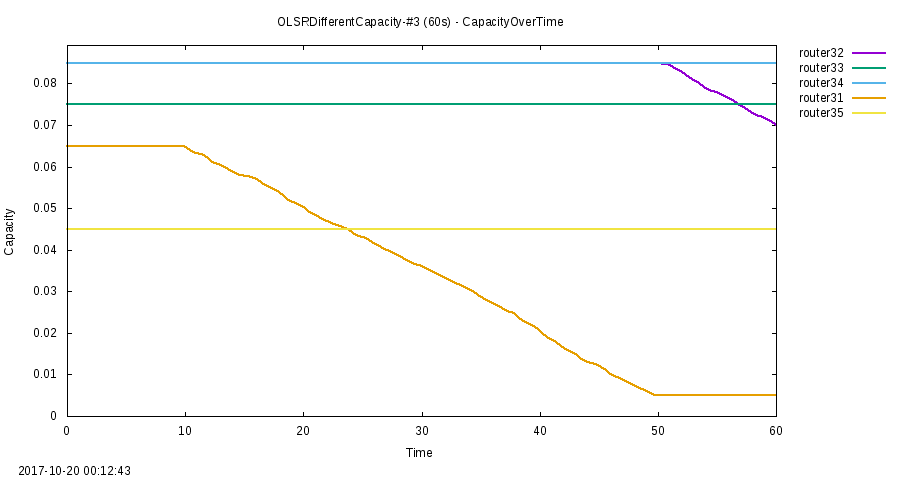 OLSR.DifferentCapacity-#3 (60s) - CapacityOverTime
router32
router33
router34
router31
router35
0.08
0.07
0.06
0.05
0.04
0.03
0.02
0.01
0
Capacity
0 10 20 30 40 50 60
Time
2017-10-20 00:12:43